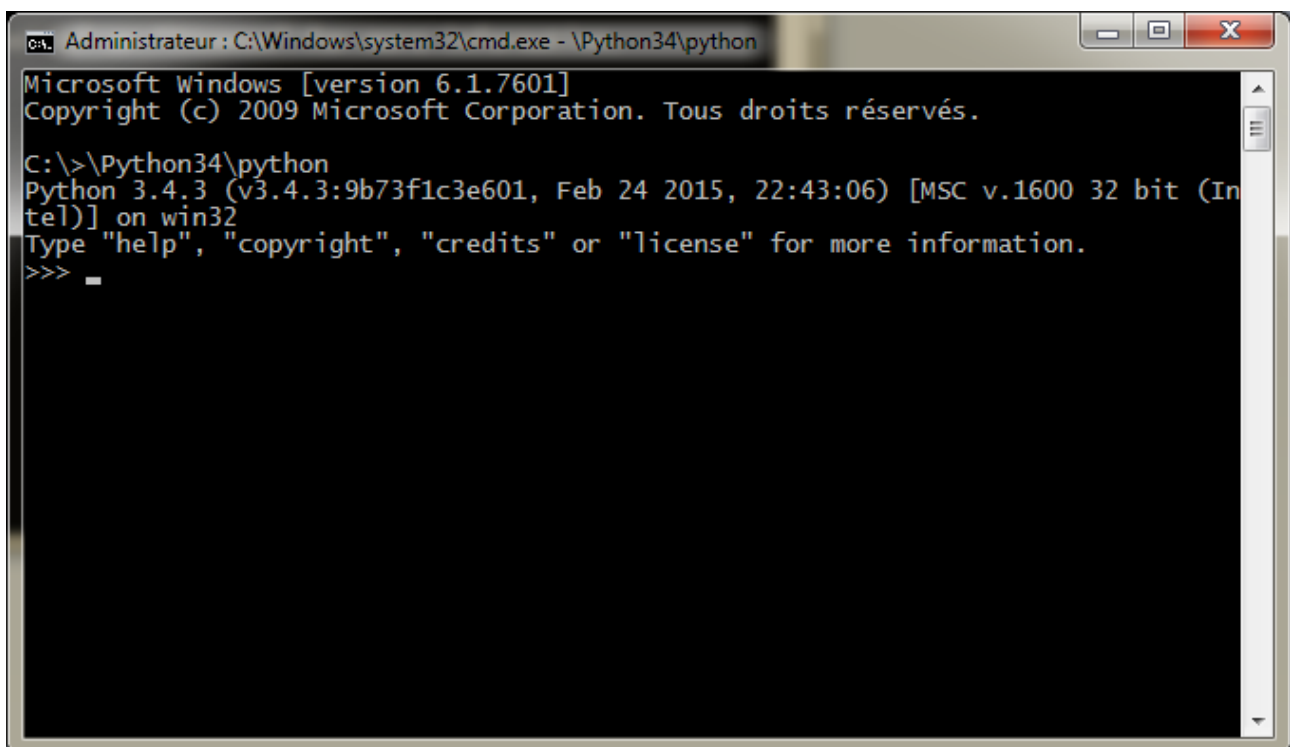 Administrateur : C:\Windows\system32\cmd.exe - \Python34\python
Microsoft Windows [version 6.1.7601]
Copyright (c) 2009 Microsoft Corporation. Tous droits réservés.
C:\>\Python34\python
Python 3.4.3 (v3.4.3:9b73f1c3e601, Feb 24 2015, 22:43:06) [MSC v.1600 32 bit (In
tel)] on win32
Type "help", "copyright", "credits" or "license" for more information.
>>> _